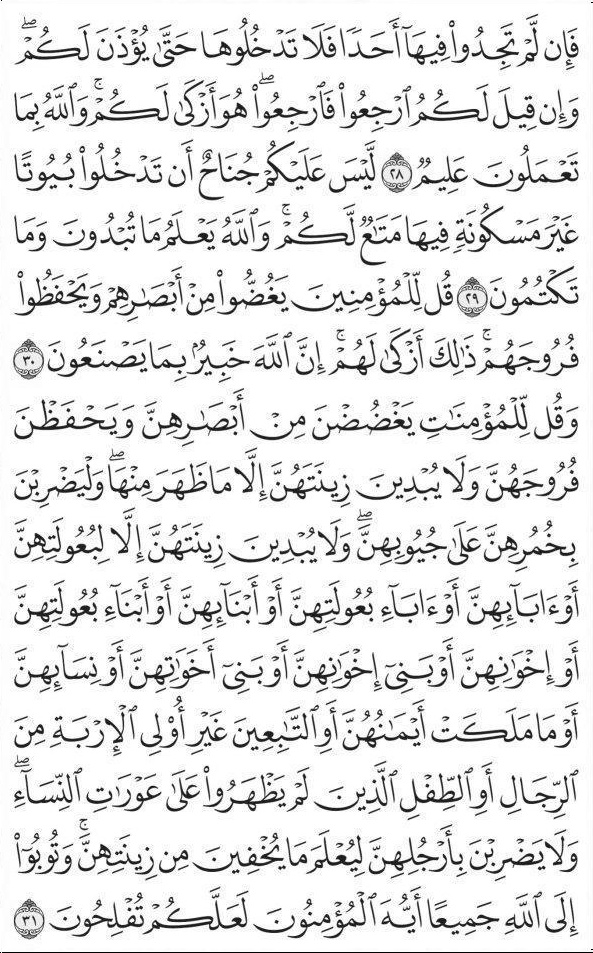 فَإِن لَّمۡ تَجِدُواْ فِيهَآ أَحَدٗا فَلَا تَدۡخُلُوهَا حَتَّىٰ يُؤۡذَنَ لَكُمۡۖ
وَإِن قِيلَ لَكُمُ ٱرۡجِعُواْ فَٱرۡجِعُواْۖ هُوَ أَزۡكَىٰ لَكُمۡۚ وَٱللَّهُ بِمَا
تَعۡمَلُونَ عَلِيمٞ ٢٨ لَّيۡسَ عَلَيۡكُمۡ جُنَاحٌ أَن تَدۡخُلُواْ بُيُوتًا
غَيۡرَ مَسۡكُونَةٖ فِيهَا مَتَٰعٞ لَّكُمۡۚ وَٱللَّهُ يَعۡلَمُ مَا تُبۡدُونَ وَمَا
تَكۡتُمُونَ ٢٩ قُل لِّلۡمُؤۡمِنِينَ يَغُضُّواْ مِنۡ أَبۡصَٰرِهِمۡ وَيَحۡفَظُواْ
فُرُوجَهُمۡۚ ذَٰلِكَ أَزۡكَىٰ لَهُمۡۚ إِنَّ ٱللَّهَ خَبِيرُۢ بِمَا يَصۡنَعُونَ ٣٠
وَقُل لِّلۡمُؤۡمِنَٰتِ يَغۡضُضۡنَ مِنۡ أَبۡصَٰرِهِنَّ وَيَحۡفَظۡنَ
فُرُوجَهُنَّ وَلَا يُبۡدِينَ زِينَتَهُنَّ إِلَّا مَا ظَهَرَ مِنۡهَاۖ وَلۡيَضۡرِبۡنَ
بِخُمُرِهِنَّ عَلَىٰ جُيُوبِهِنَّۖ وَلَا يُبۡدِينَ زِينَتَهُنَّ إِلَّا لِبُعُولَتِهِنَّ
أَوۡ ءَابَآئِهِنَّ أَوۡ ءَابَآءِ بُعُولَتِهِنَّ أَوۡ أَبۡنَآئِهِنَّ أَوۡ أَبۡنَآءِ بُعُولَتِهِنَّ
أَوۡ إِخۡوَٰنِهِنَّ أَوۡ بَنِيٓ إِخۡوَٰنِهِنَّ أَوۡ بَنِيٓ أَخَوَٰتِهِنَّ أَوۡ نِسَآئِهِنَّ
أَوۡ مَا مَلَكَتۡ أَيۡمَٰنُهُنَّ أَوِ ٱلتَّٰبِعِينَ غَيۡرِ أُوْلِي ٱلۡإِرۡبَةِ مِنَ
ٱلرِّجَالِ أَوِ ٱلطِّفۡلِ ٱلَّذِينَ لَمۡ يَظۡهَرُواْ عَلَىٰ عَوۡرَٰتِ ٱلنِّسَآءِۖ
وَلَا يَضۡرِبۡنَ بِأَرۡجُلِهِنَّ لِيُعۡلَمَ مَا يُخۡفِينَ مِن زِينَتِهِنَّۚ وَتُوبُوٓاْ
إِلَى ٱللَّهِ جَمِيعًا أَيُّهَ ٱلۡمُؤۡمِنُونَ لَعَلَّكُمۡ تُفۡلِحُونَ ٣١